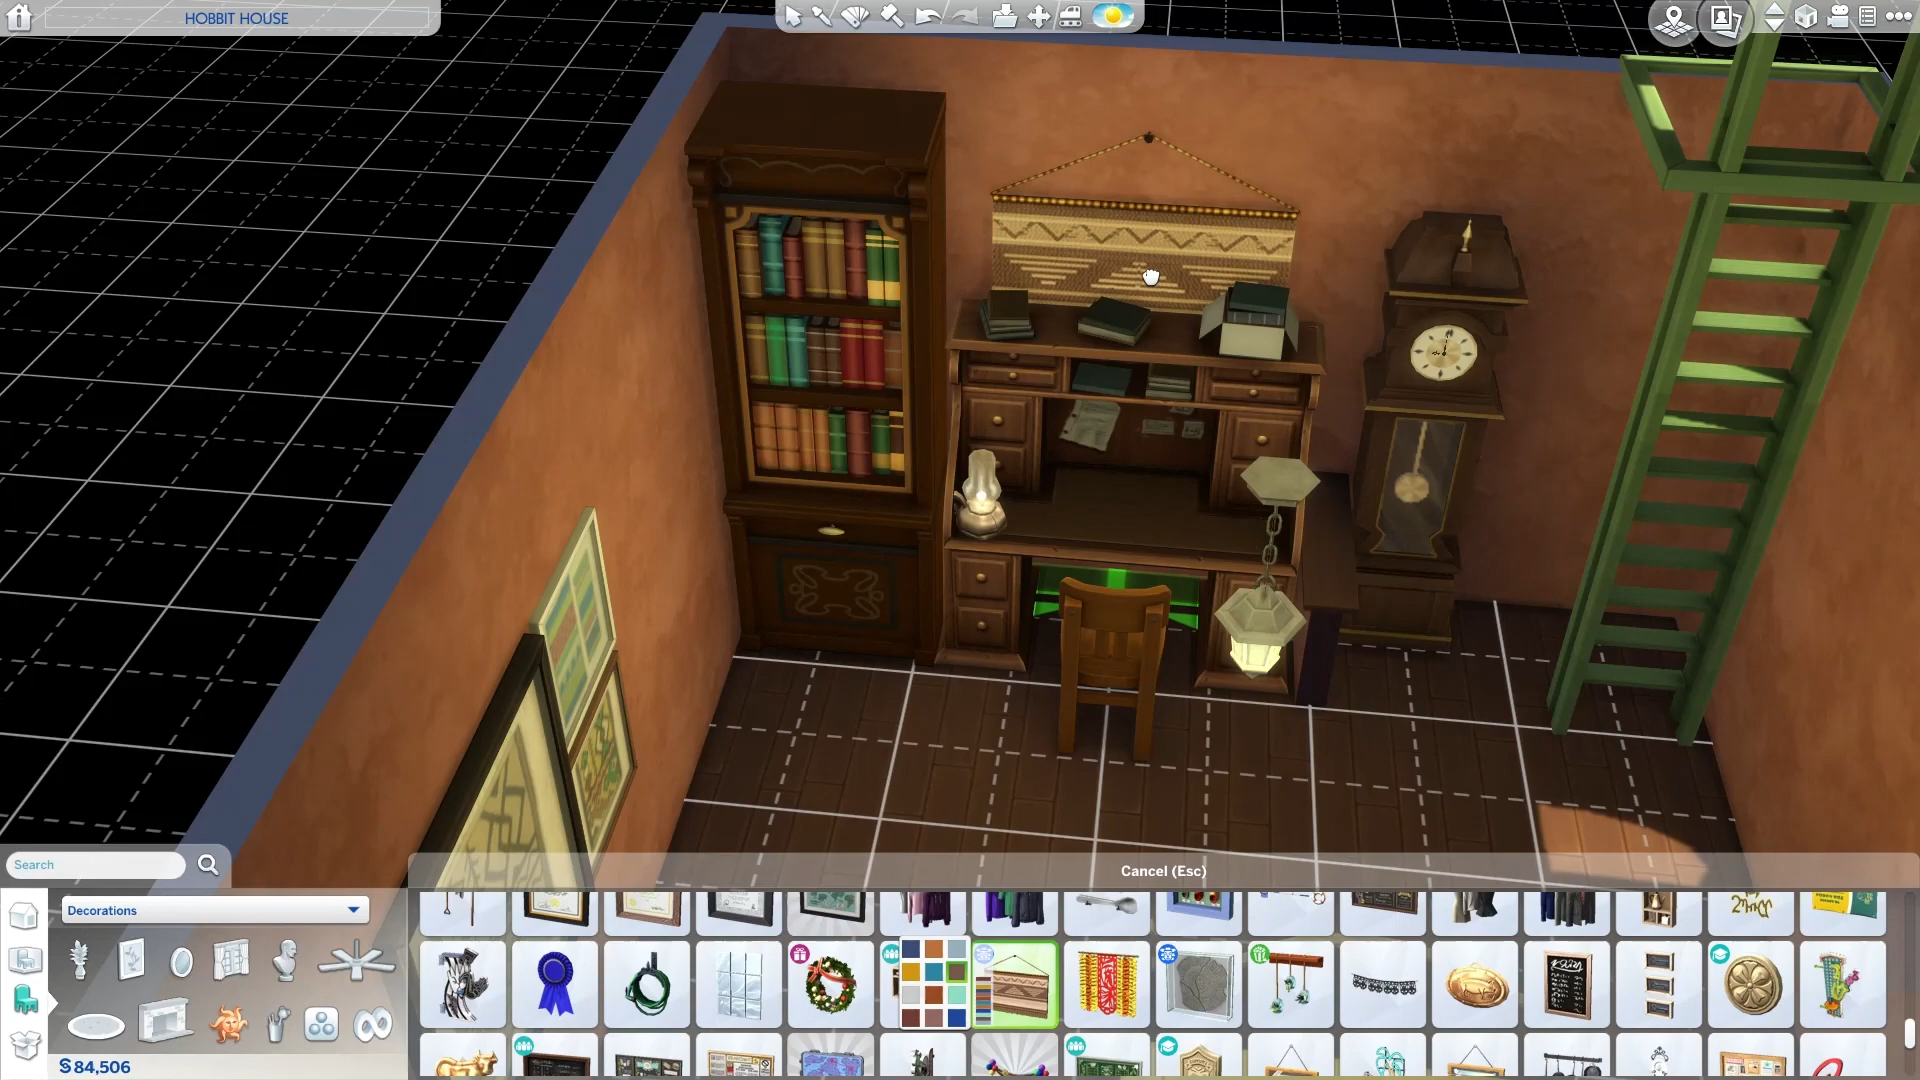 HOBBIT HOUSE
Search
Cancel (Esc)
Decorations
§84,506